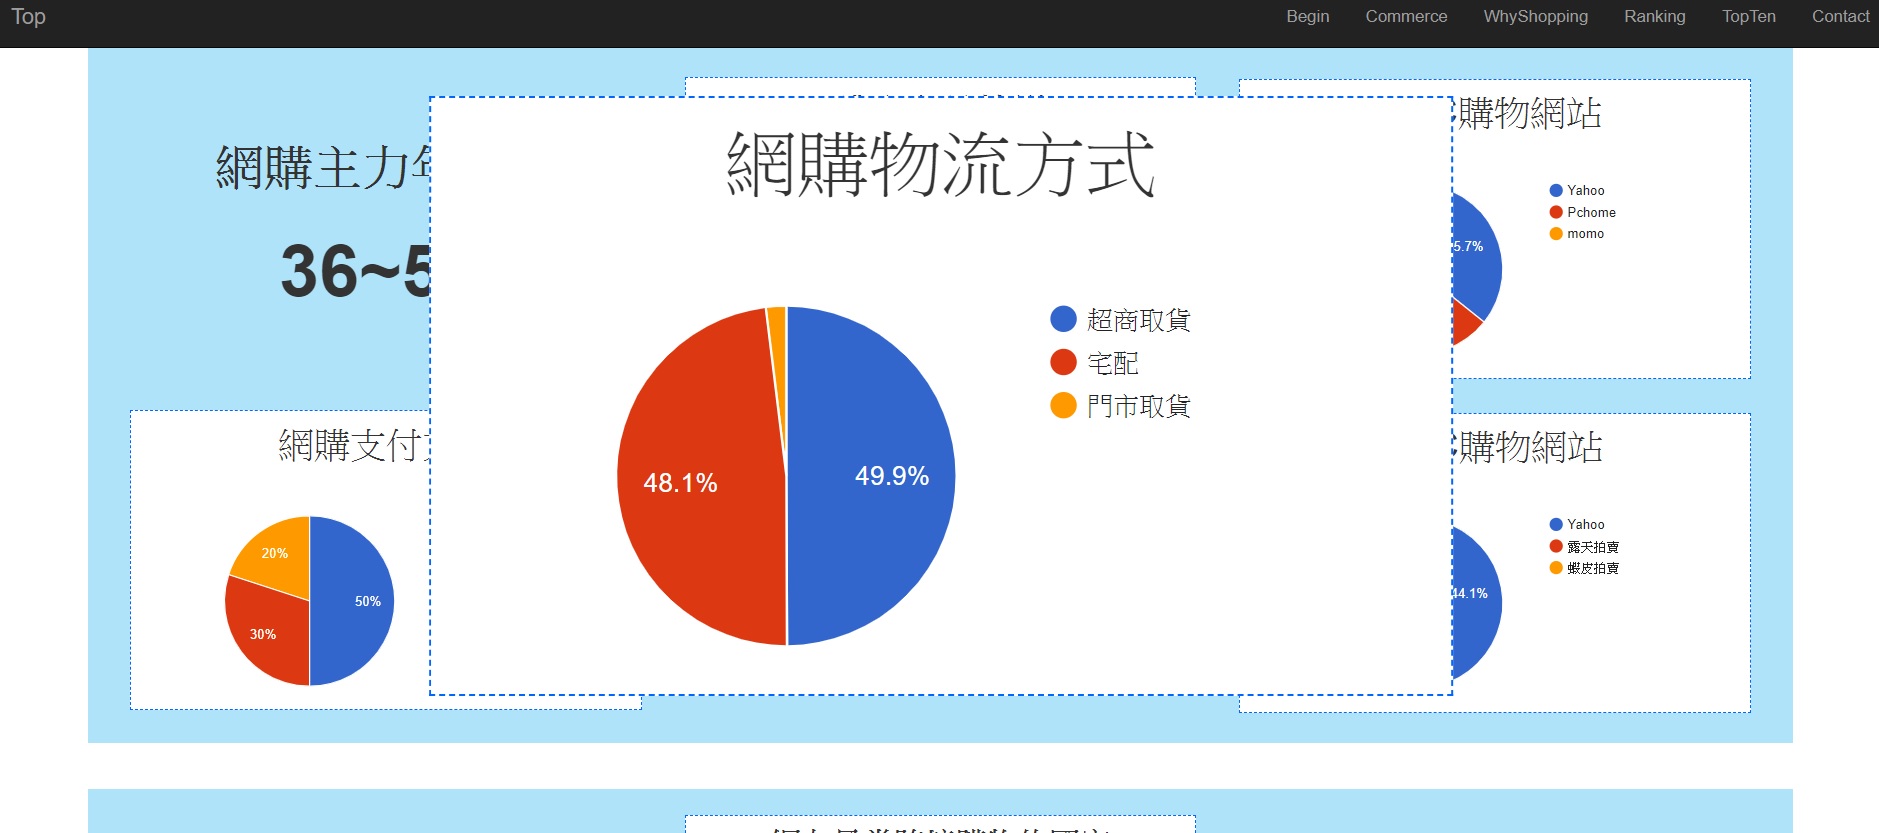 Top
Begin
Commerce
WhyShopping
Ranking
TopTen
Contact
網購主力
36~5
網購物流方式
超商取貨
宅配
門市取貨
48.1%
49.9%
購物網站
Yahoo
Pchome
momo
5.7%
網購支付
20%
50%
30%
購物網站
Yahoo
露天拍賣
蝦皮拍賣
44.1%